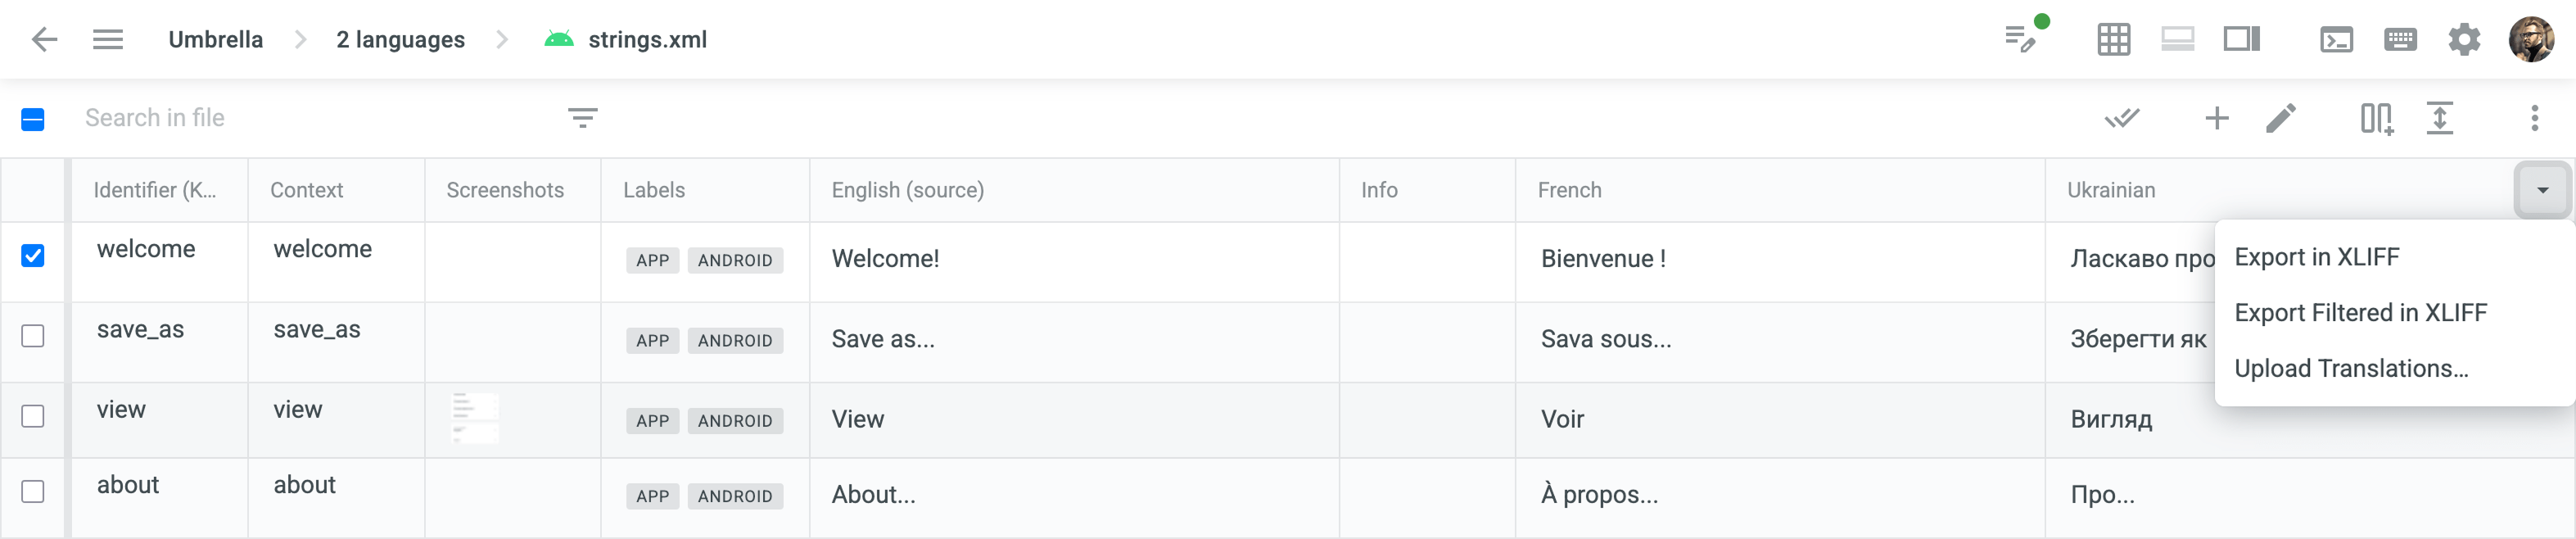 Umbrella 2 languages strings.xml
Search in file
Identifier (K... Context Screenshots Labels English (source) Info French Ukrainian
welcome welcome APP ANDROID Welcome! Bienvenue ! Ласкаво про
Export in XLIFF
save_as save_as APP ANDROID Save as... Sava sous... Зберегти як
Export Filtered in XLIFF
Upload Translations...
view view APP ANDROID View Voir Вигляд
about about APP ANDROID About... À propos... Про...